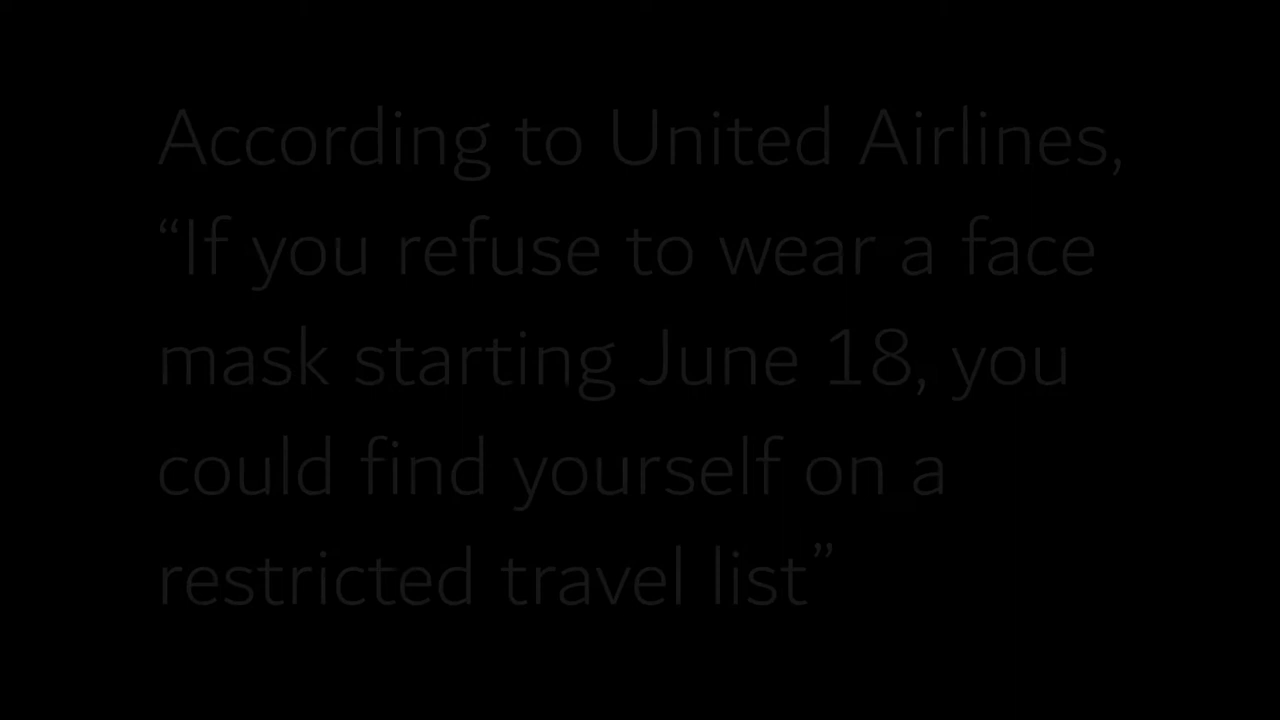 According to United Airlines,
“If you refuse to wear a face
mask starting June 18, you
could find yourself on a
restricted travel list”